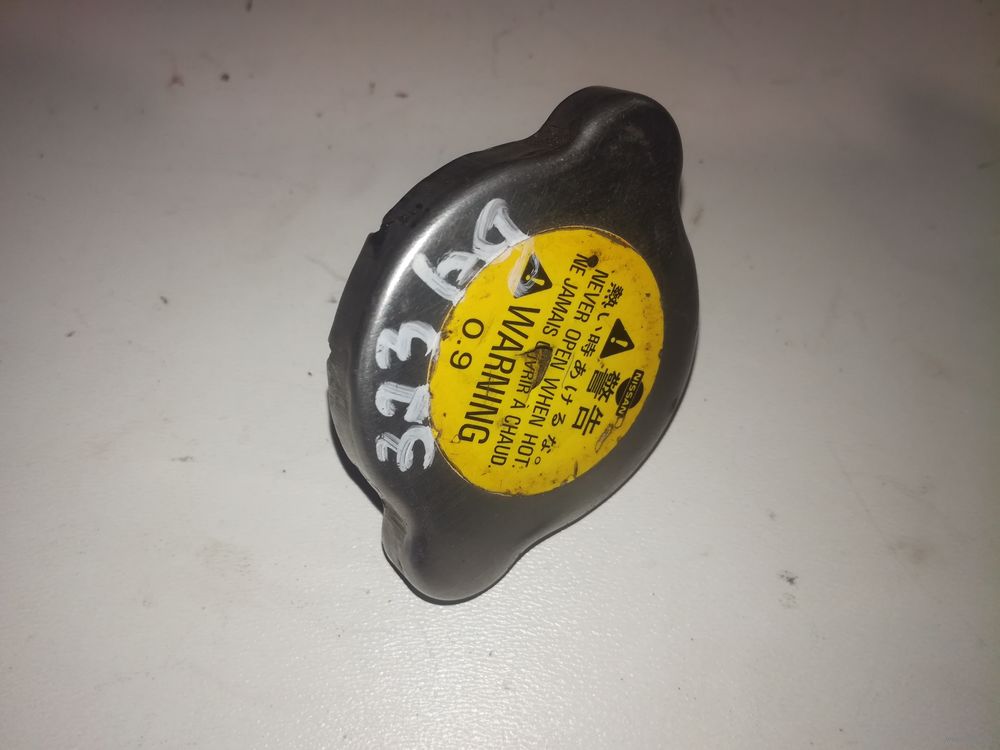 NISSAN
警告
熱い時あけるな。
NEVER OPEN WHEN HOT.
NE JAMAIS OUVRIR À CHAUD.
WARNING
0.9